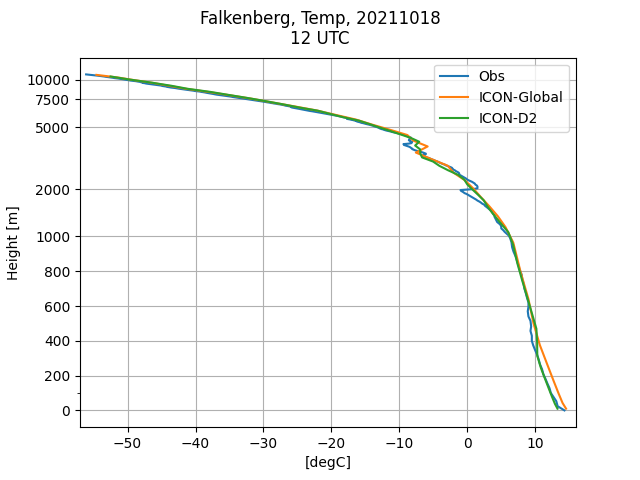 Falkenberg, Temp, 20211018
12 UTC
Obs
ICON-Global
ICON-D2
Height [m]
10000
7500
5000
2000
1000
800
600
400
200
0
−50
−40
−30
−20
−10
0
10
[degC]